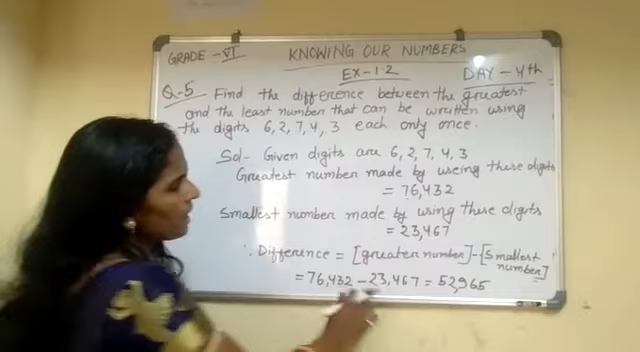 GRADE - VI KNOWING OUR NUMBERS
EX-1.2 DAY - 4th
Q-5 Find the difference between the greatest
and the least number that can be written using
the digits 6, 2, 7, 4, 3 each only once.
Sol- Given digits are 6, 2, 7, 4, 3
Greatest number made by useing these digits
= 76,432
Smallest number made by using these digits
= 23,467
∴ Difference = [greater number] - [Smallest
number]
= 76,432 - 23,467 = 52,965